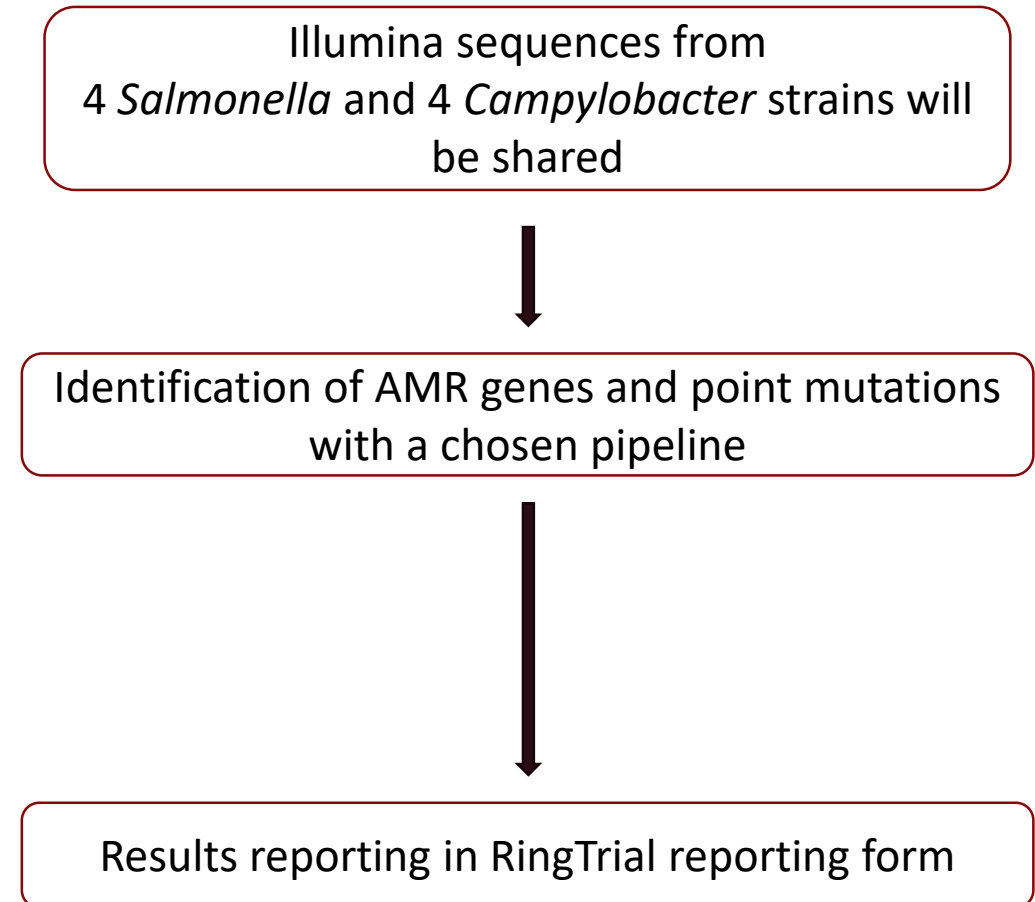 Illumina sequences from
4 Salmonella and 4 Campylobacter strains will
be shared
Identification of AMR genes and point mutations
with a chosen pipeline
Results reporting in RingTrial reporting form